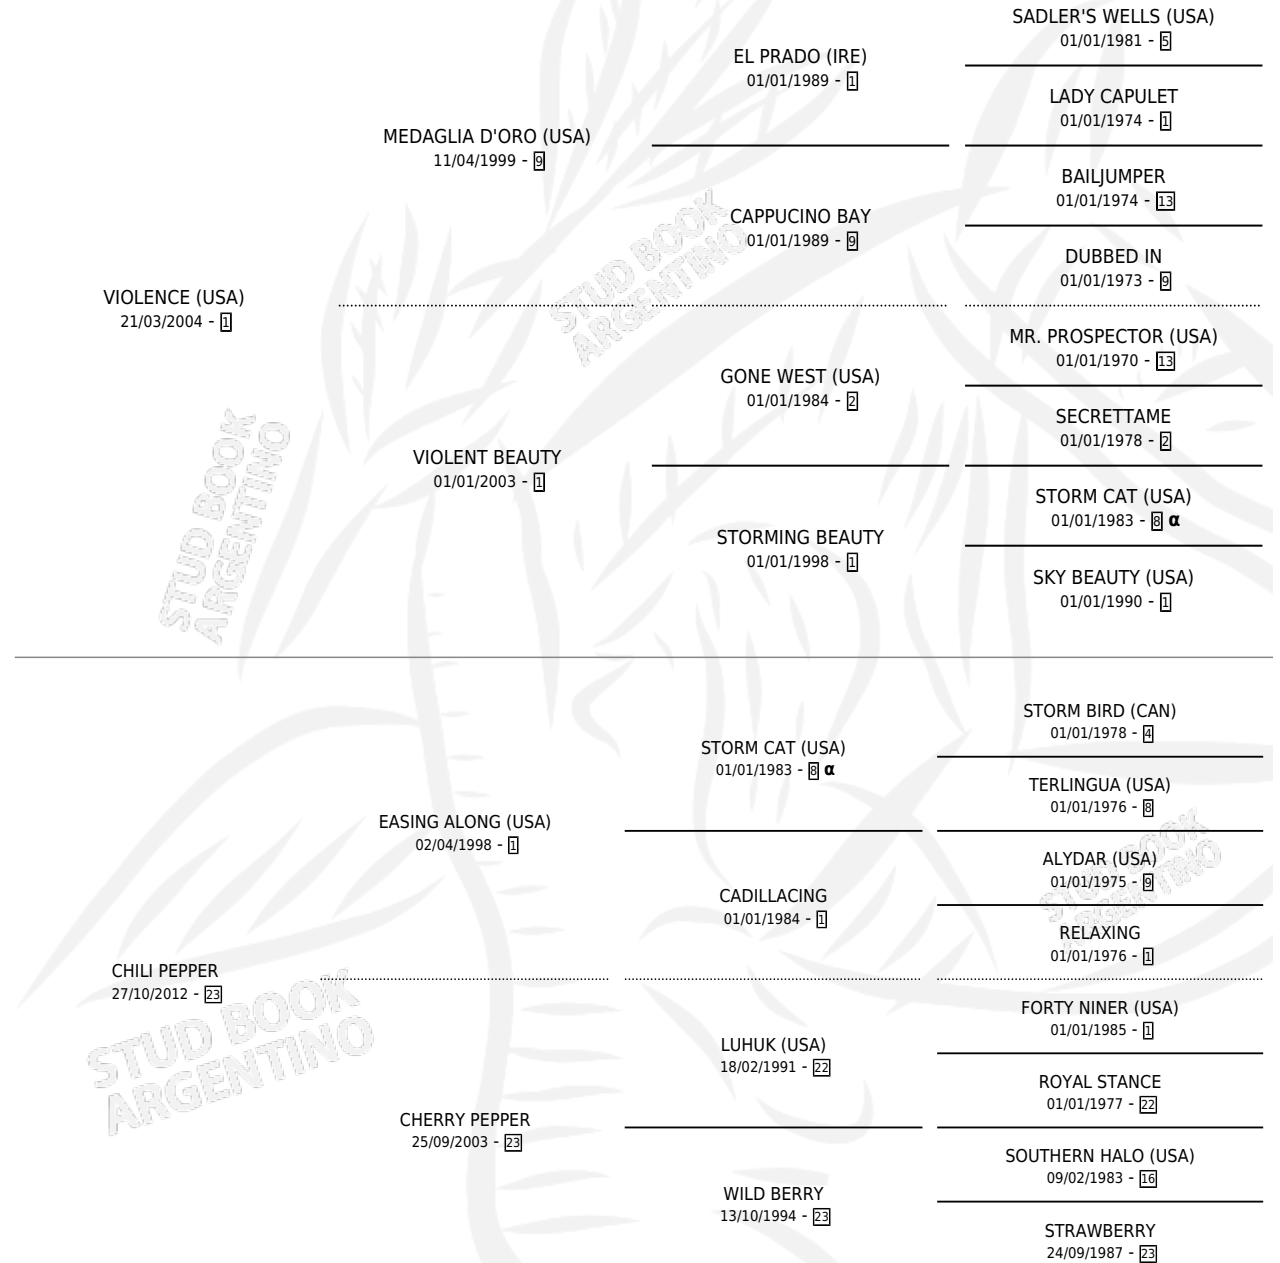 SADLER'S WELLS (USA)
01/01/1981 - 5
EL PRADO (IRE)
01/01/1989 - 1
LADY CAPULET
01/01/1974 - 1
MEDAGLIA D'ORO (USA)
11/04/1999 - 9
BAILJUMPER
01/01/1974 - 13
CAPPUCINO BAY
01/01/1989 - 9
DUBBED IN
01/01/1973 - 9
VIOLENCE (USA)
21/03/2004 - 1
MR. PROSPECTOR (USA)
01/01/1970 - 13
GONE WEST (USA)
01/01/1984 - 2
SECRETTAME
01/01/1978 - 2
VIOLENT BEAUTY
01/01/2003 - 1
STORM CAT (USA)
01/01/1983 - 8 α
STORMING BEAUTY
01/01/1998 - 1
SKY BEAUTY (USA)
01/01/1990 - 1
STORM BIRD (CAN)
01/01/1978 - 4
STORM CAT (USA)
01/01/1983 - 8 α
TERLINGUA (USA)
01/01/1976 - 8
EASING ALONG (USA)
02/04/1998 - 1
ALYDAR (USA)
01/01/1975 - 9
CADILLACING
01/01/1984 - 1
RELAXING
01/01/1976 - 1
CHILI PEPPER
27/10/2012 - 23
FORTY NINER (USA)
01/01/1985 - 1
LUHUK (USA)
18/02/1991 - 22
ROYAL STANCE
01/01/1977 - 22
CHERRY PEPPER
25/09/2003 - 23
SOUTHERN HALO (USA)
09/02/1983 - 16
WILD BERRY
13/10/1994 - 23
STRAWBERRY
24/09/1987 - 23
STUD BOOK
ARGENTINO
STUD BOOK
ARGENTINO
STUD BOOK
ARGENTINO
STUD BOOK
ARGENTINO